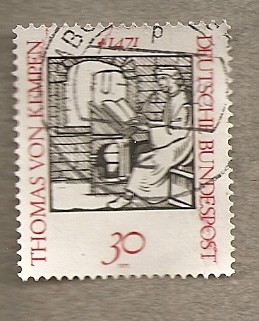 THOMAS VON KEMPEN
†1471
DEUTSCHE BUNDESPOST
30